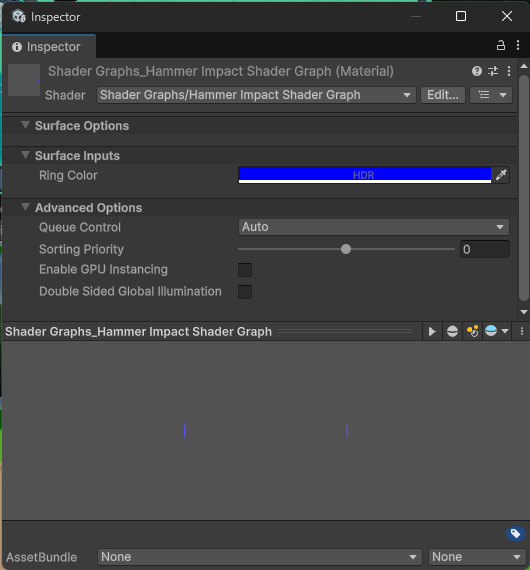 Inspector
Inspector
Shader Graphs_Hammer Impact Shader Graph (Material)
Shader Shader Graphs/Hammer Impact Shader Graph Edit...
Surface Options
Surface Inputs
Ring Color HDR
Advanced Options
Queue Control Auto
Sorting Priority 0
Enable GPU Instancing
Double Sided Global Illumination
Shader Graphs_Hammer Impact Shader Graph
AssetBundle None None